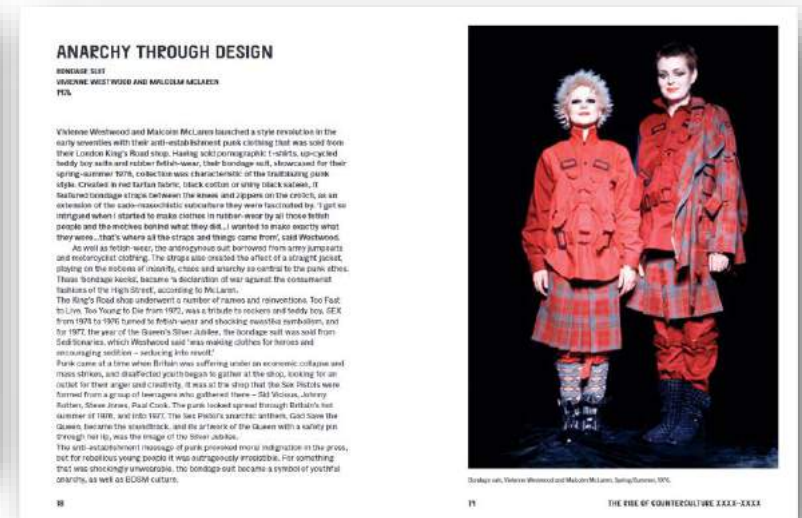 ANARCHY THROUGH DESIGN
BONDAGE SUIT
VIVIENNE WESTWOOD AND MALCOLM MCLAREN
1976
Vivienne Westwood and Malcolm McLaren launched a style revolution in the
early seventies with their anti-establishment punk clothing that was sold from
their London King's Road shop. Having sold pornographic t-shirts, up-cycled
teddy boy suits and rubber fetish-wear, their bondage suit, showcased for their
spring-summer 1976, collection was characteristic of the trailblazing punk
style. Created in red tartan fabric, black cotton or shiny black sateen, it
featured bondage straps between the knees and zippers on the crotch, as an
extension of the sado-masochistic subculture they were fascinated by. 'I got so
intrigued when I started to make clothes in rubber-wear by all those fetish
people and the motives behind what they did...I wanted to make exactly what
they wore...that's where all the straps and things came from', said Westwood.
As well as fetish-wear, the androgynous suit borrowed from army jumpsuits
and motorcyclist clothing. The straps also created the effect of a straight jacket,
playing on the notions of insanity, chaos and anarchy so central to the punk ethos.
These 'bondage kecks', became 'a declaration of war against the consumerist
fashions of the High Street', according to McLaren.
The King's Road shop underwent a number of names and reinventions. Too Fast
to Live, Too Young to Die from 1972, was a tribute to rockers and teddy boy, SEX
from 1974 to 1976 turned to fetish-wear and shocking swastika symbolism, and
for 1977, the year of the Queen's Silver Jubilee, the bondage suit was sold from
Seditionaries, which Westwood said 'was making clothes for heroes and
encouraging sedition – seducing into revolt.'
Punk came at a time when Britain was suffering under an economic collapse and
mass strikes, and disaffected youth began to gather at the shop, looking for an
outlet for their anger and creativity. It was at the shop that the Sex Pistols were
formed from a group of teenagers who gathered there – Sid Vicious, Johnny
Rotten, Steve Jones, Paul Cook. The punk looked spread through Britain's hot
summer of 1976, and into 1977. The Sex Pistol's anarchic anthem, God Save the
Queen, became the soundtrack, and its artwork of the Queen with a safety pin
through her lip, was the image of the Silver Jubilee.
The anti-establishment message of punk provoked moral indignation in the press,
but for rebellious young people it was outrageously irresistible. For something
that was shockingly unwearable, the bondage suit became a symbol of youthful
anarchy, as well as BDSM culture.
18
Bondage suit, Vivienne Westwood and Malcolm McLaren, Spring/Summer, 1976.
19
THE RISE OF COUNTERCULTURE XXXX–XXXX